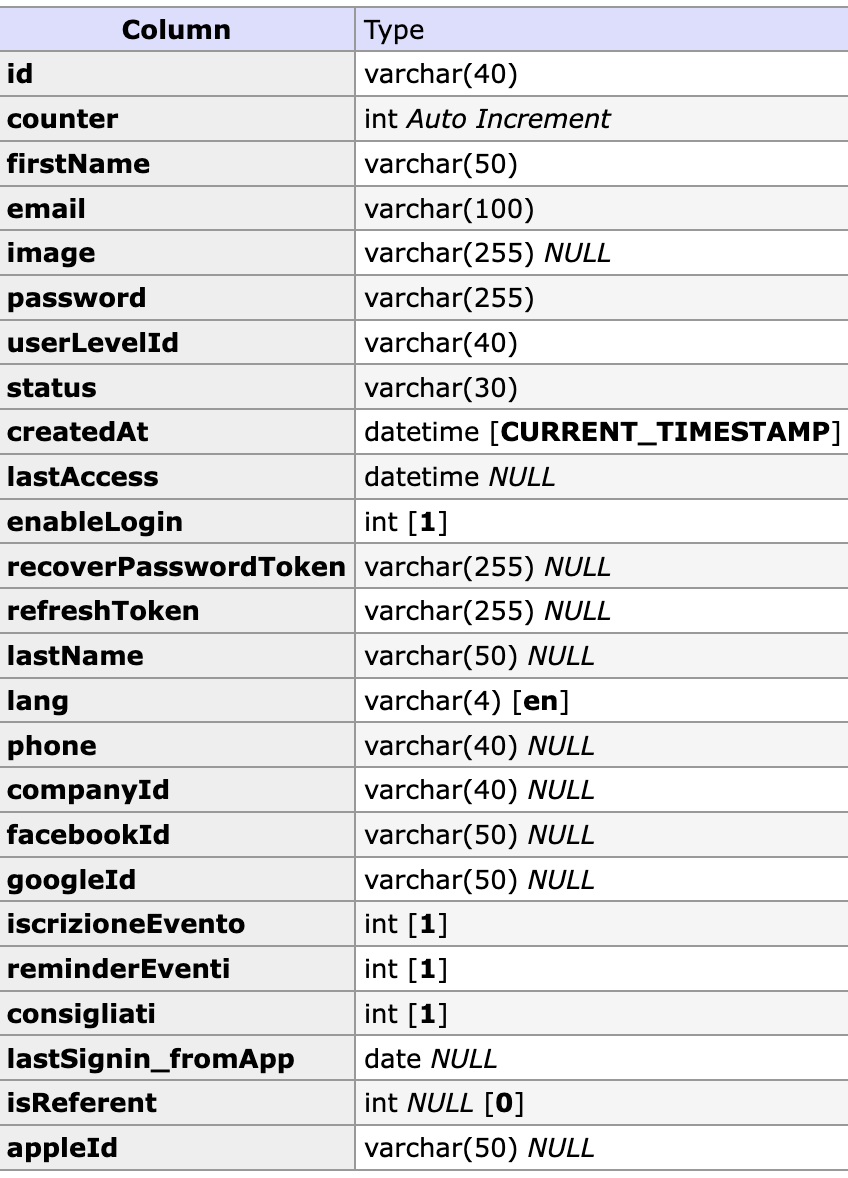 Column Type
id varchar(40)
counter int Auto Increment
firstName varchar(50)
email varchar(100)
image varchar(255) NULL
password varchar(255)
userLevelId varchar(40)
status varchar(30)
createdAt datetime [CURRENT_TIMESTAMP]
lastAccess datetime NULL
enableLogin int [1]
recoverPasswordToken varchar(255) NULL
refreshToken varchar(255) NULL
lastName varchar(50) NULL
lang varchar(4) [en]
phone varchar(40) NULL
companyId varchar(40) NULL
facebookId varchar(50) NULL
googleId varchar(50) NULL
iscrizioneEvento int [1]
reminderEventi int [1]
consigliati int [1]
lastSignin_fromApp date NULL
isReferent int NULL [0]
appleId varchar(50) NULL